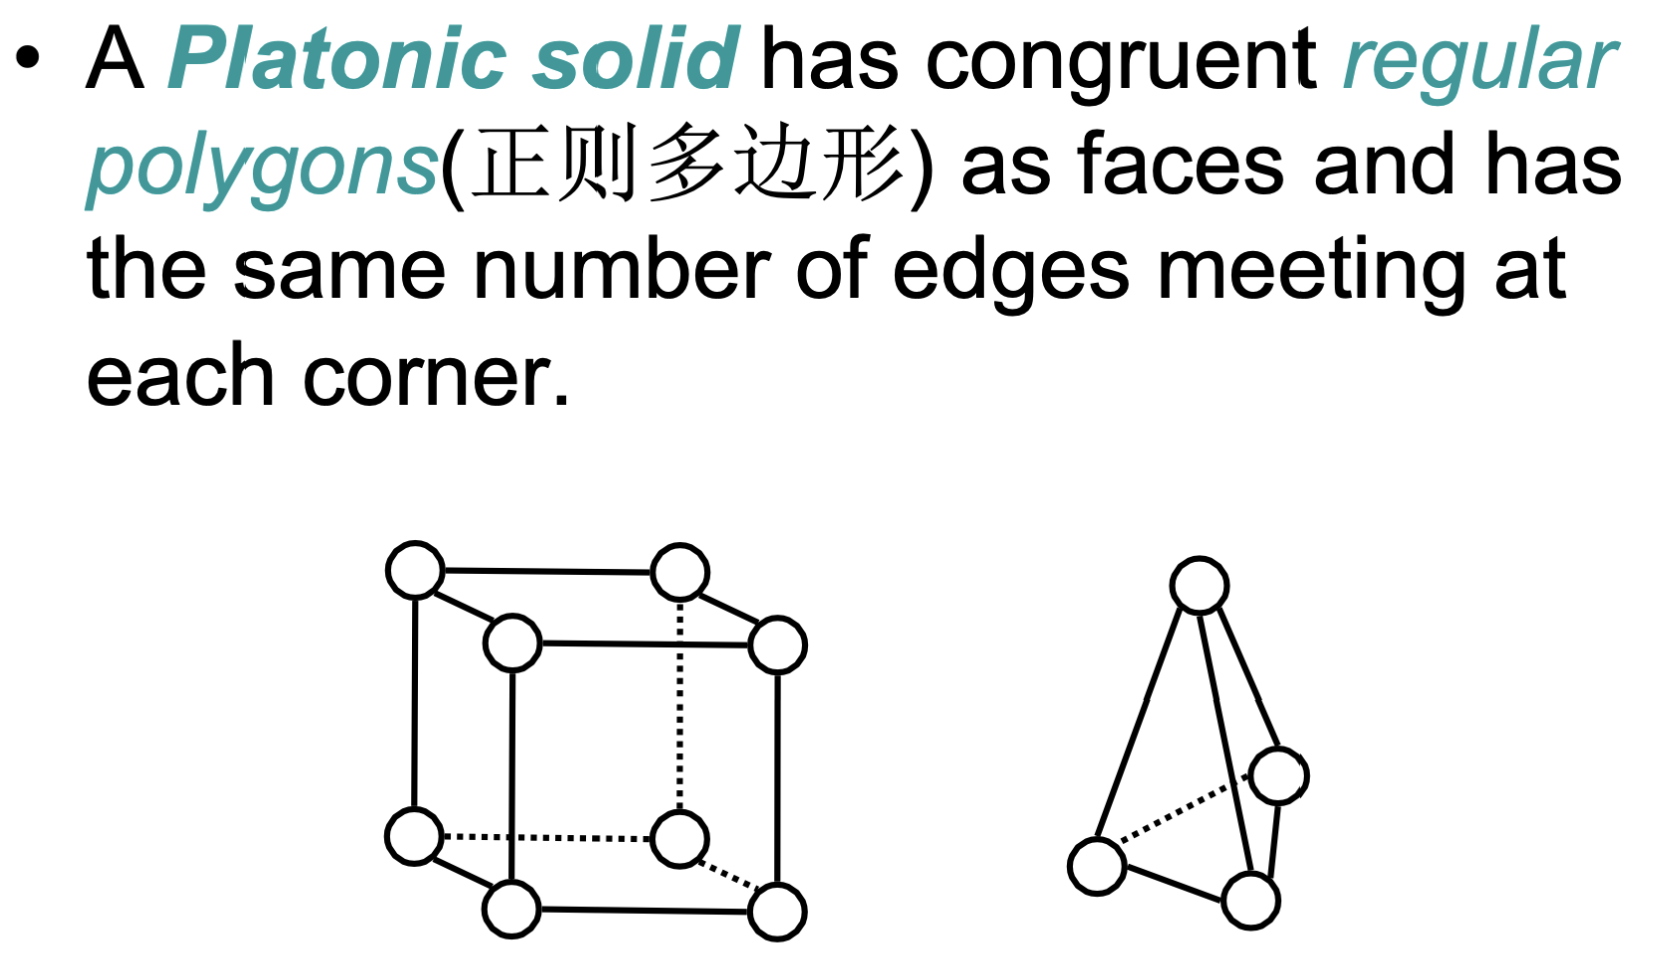 • A Platonic solid has congruent regular
polygons(正则多边形) as faces and has
the same number of edges meeting at
each corner.